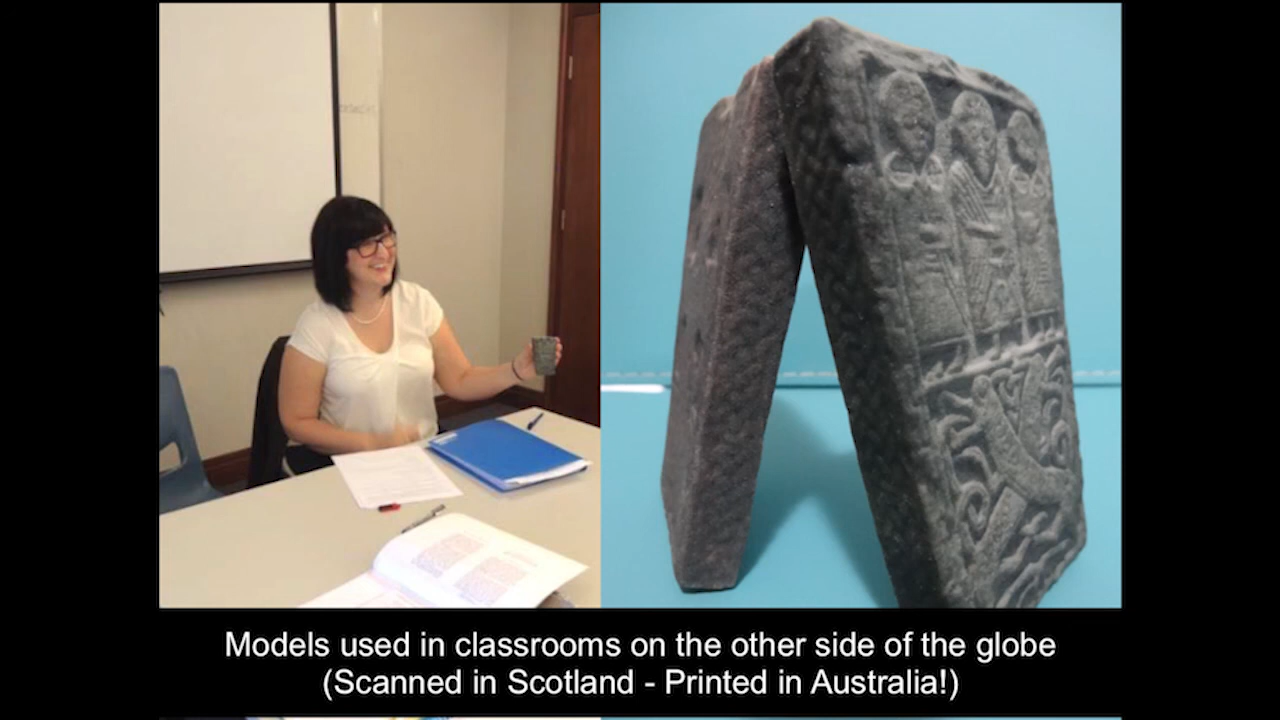 Models used in classrooms on the other side of the globe
(Scanned in Scotland - Printed in Australia!)